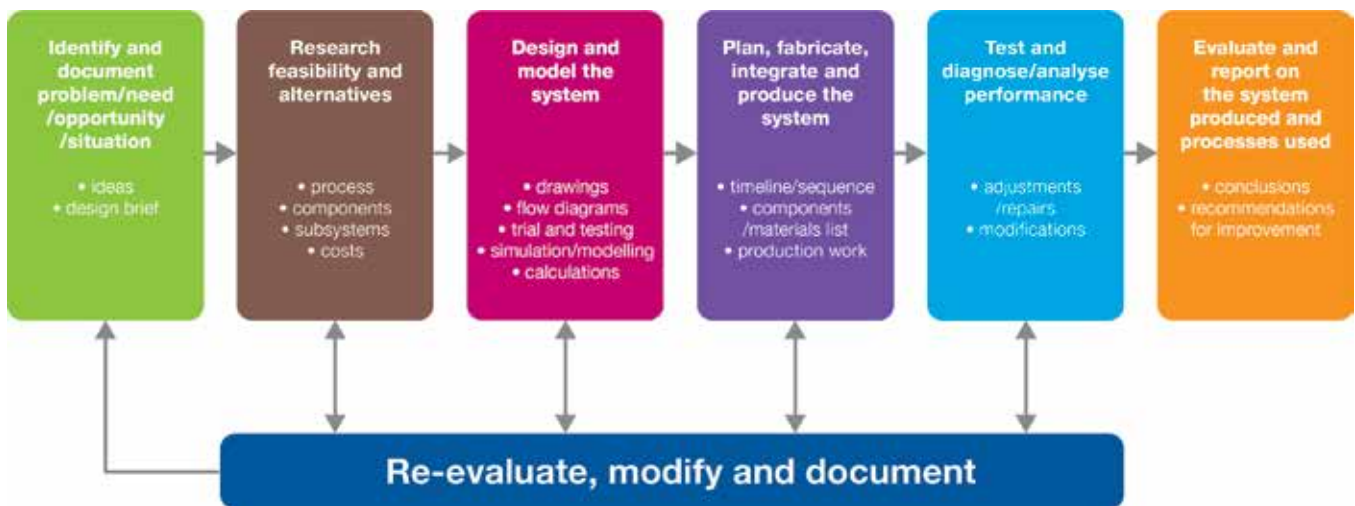 Identify and
document
problem/need
/opportunity
/situation
• ideas
• design brief
Research
feasibility and
alternatives
• process
• components
• subsystems
• costs
Design and
model the
system
• drawings
• flow diagrams
• trial and testing
• simulation/modelling
• calculations
Plan, fabricate,
integrate and
produce the
system
• timeline/sequence
• components
/materials list
• production work
Test and
diagnose/analyse
performance
• adjustments
/repairs
• modifications
Evaluate and
report on
the system
produced and
processes used
• conclusions
• recommendations
for improvement
Re-evaluate, modify and document